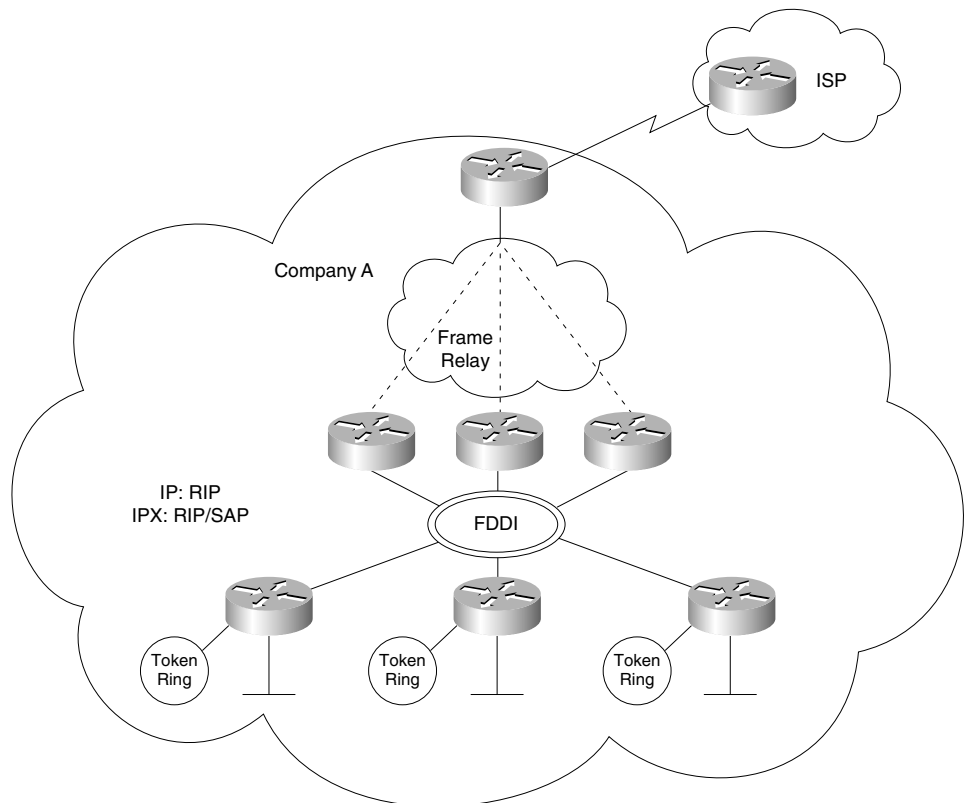 ISP
Company A
Frame
Relay
IP: RIP
IPX: RIP/SAP
FDDI
Token
Ring
Token
Ring
Token
Ring